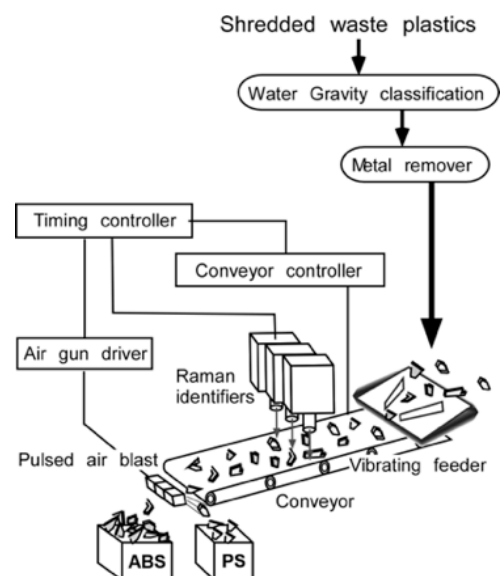 Shredded waste plastics
Water Gravity classification
Metal remover
Timing controller
Conveyor controller
Air gun driver
Raman
identifiers
Pulsed air blast
Vibrating feeder
Conveyor
ABS
PS